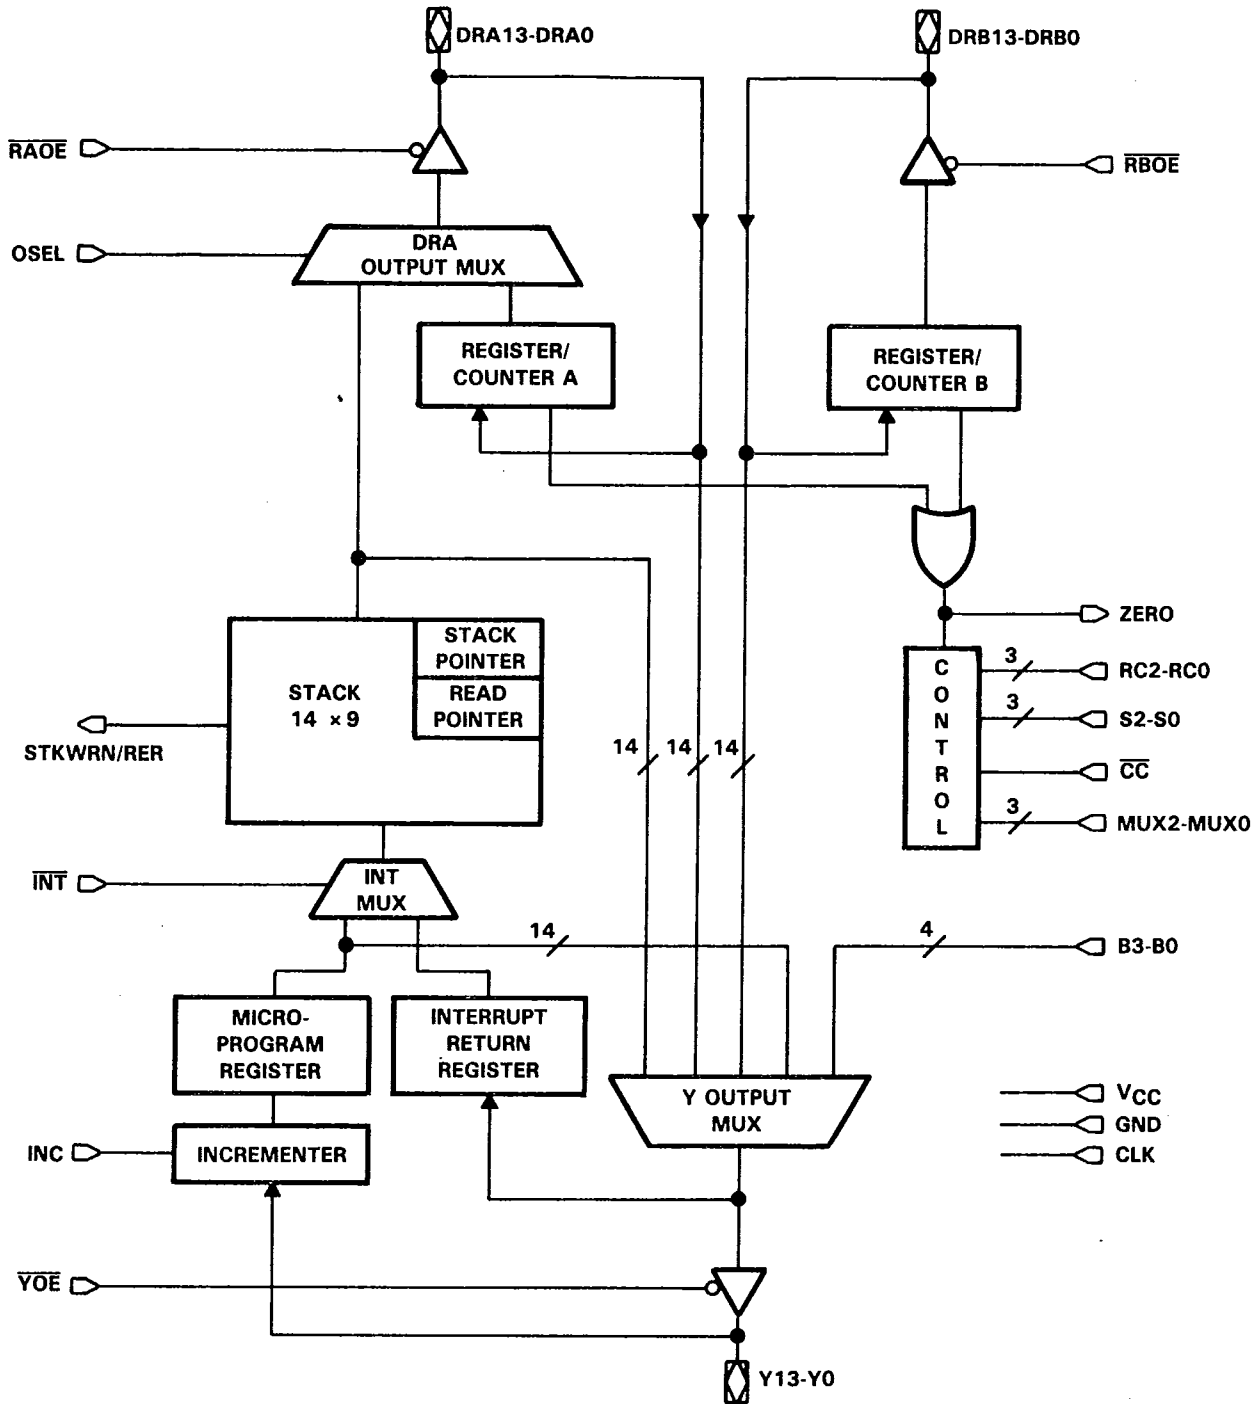 DRA13-DRA0
DRB13-DRB0
RAOE
RBOE
OSEL
DRA
OUTPUT MUX
REGISTER/
COUNTER A
REGISTER/
COUNTER B
ZERO
STACK
POINTER
READ
POINTER
STACK
14 × 9
STKWRN/RER
CONTROL
3
RC2-RC0
3
S2-S0
CC
3
MUX2-MUX0
14
14
14
INT
INT
MUX
14
4
B3-B0
MICRO-
PROGRAM
REGISTER
INTERRUPT
RETURN
REGISTER
Y OUTPUT
MUX
VCC
GND
CLK
INC
INCREMENTER
YOE
Y13-Y0